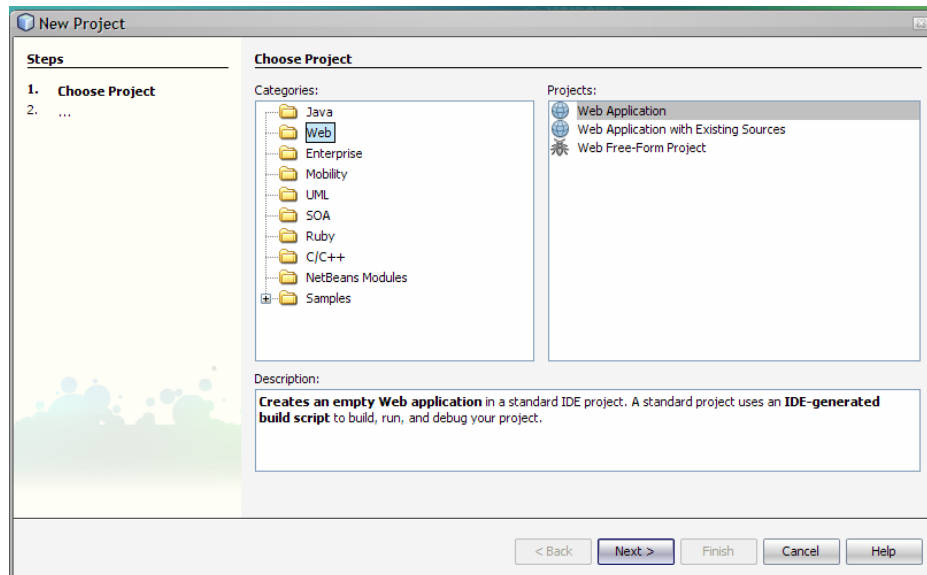 New Project
Steps
1. Choose Project
2. ...
Choose Project
Categories:
Java
Web
Enterprise
Mobility
UML
SOA
Ruby
C/C++
NetBeans Modules
Samples
Projects:
Web Application
Web Application with Existing Sources
Web Free-Form Project
Description:
Creates an empty Web application in a standard IDE project. A standard project uses an IDE-generated
build script to build, run, and debug your project.
< Back
Next >
Finish
Cancel
Help